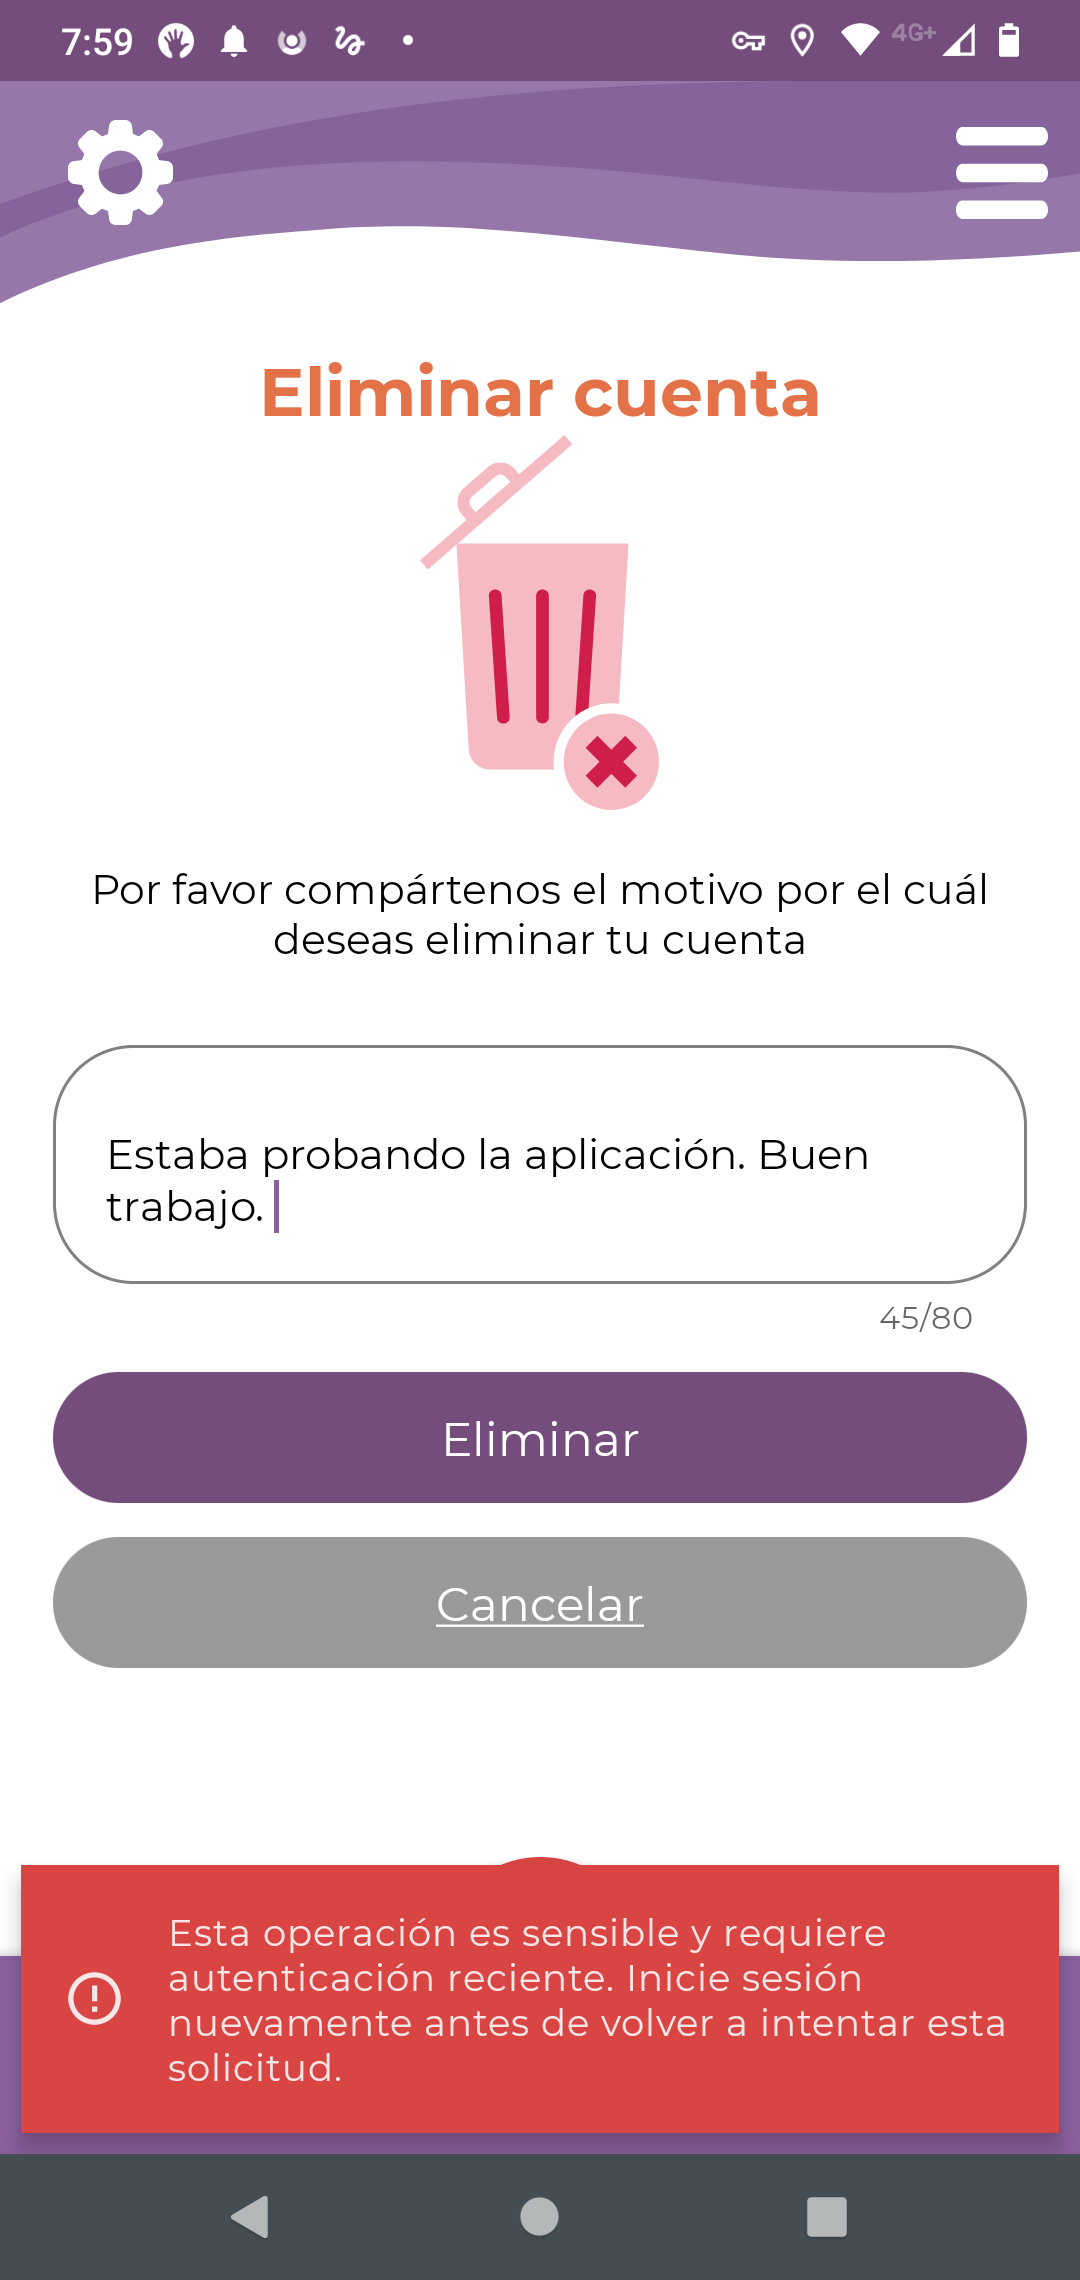 7:59
4G+
Eliminar cuenta
Por favor compártenos el motivo por el cuál
deseas eliminar tu cuenta
Estaba probando la aplicación. Buen
trabajo.
45/80
Eliminar
Cancelar
Esta operación es sensible y requiere
autenticación reciente. Inicie sesión
nuevamente antes de volver a intentar esta
solicitud.